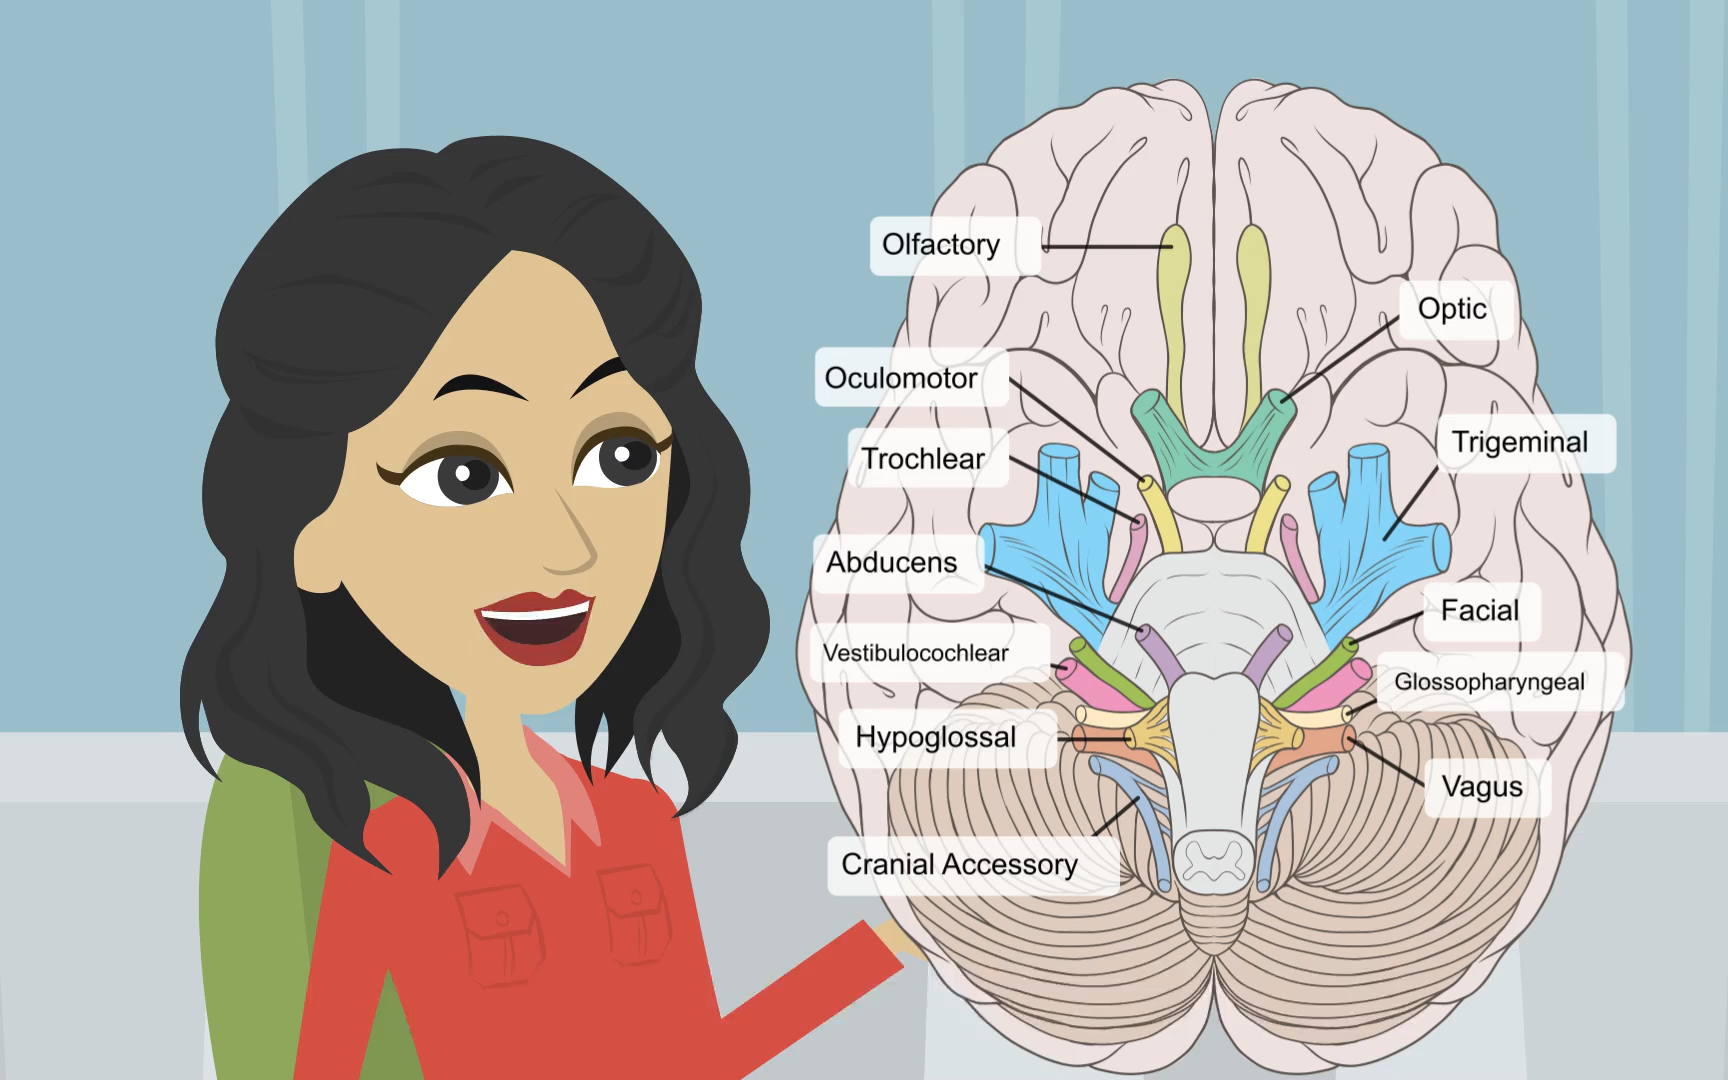 Olfactory
Optic
Oculomotor
Trochlear
Trigeminal
Abducens
Facial
Vestibulocochlear
Glossopharyngeal
Hypoglossal
Vagus
Cranial Accessory